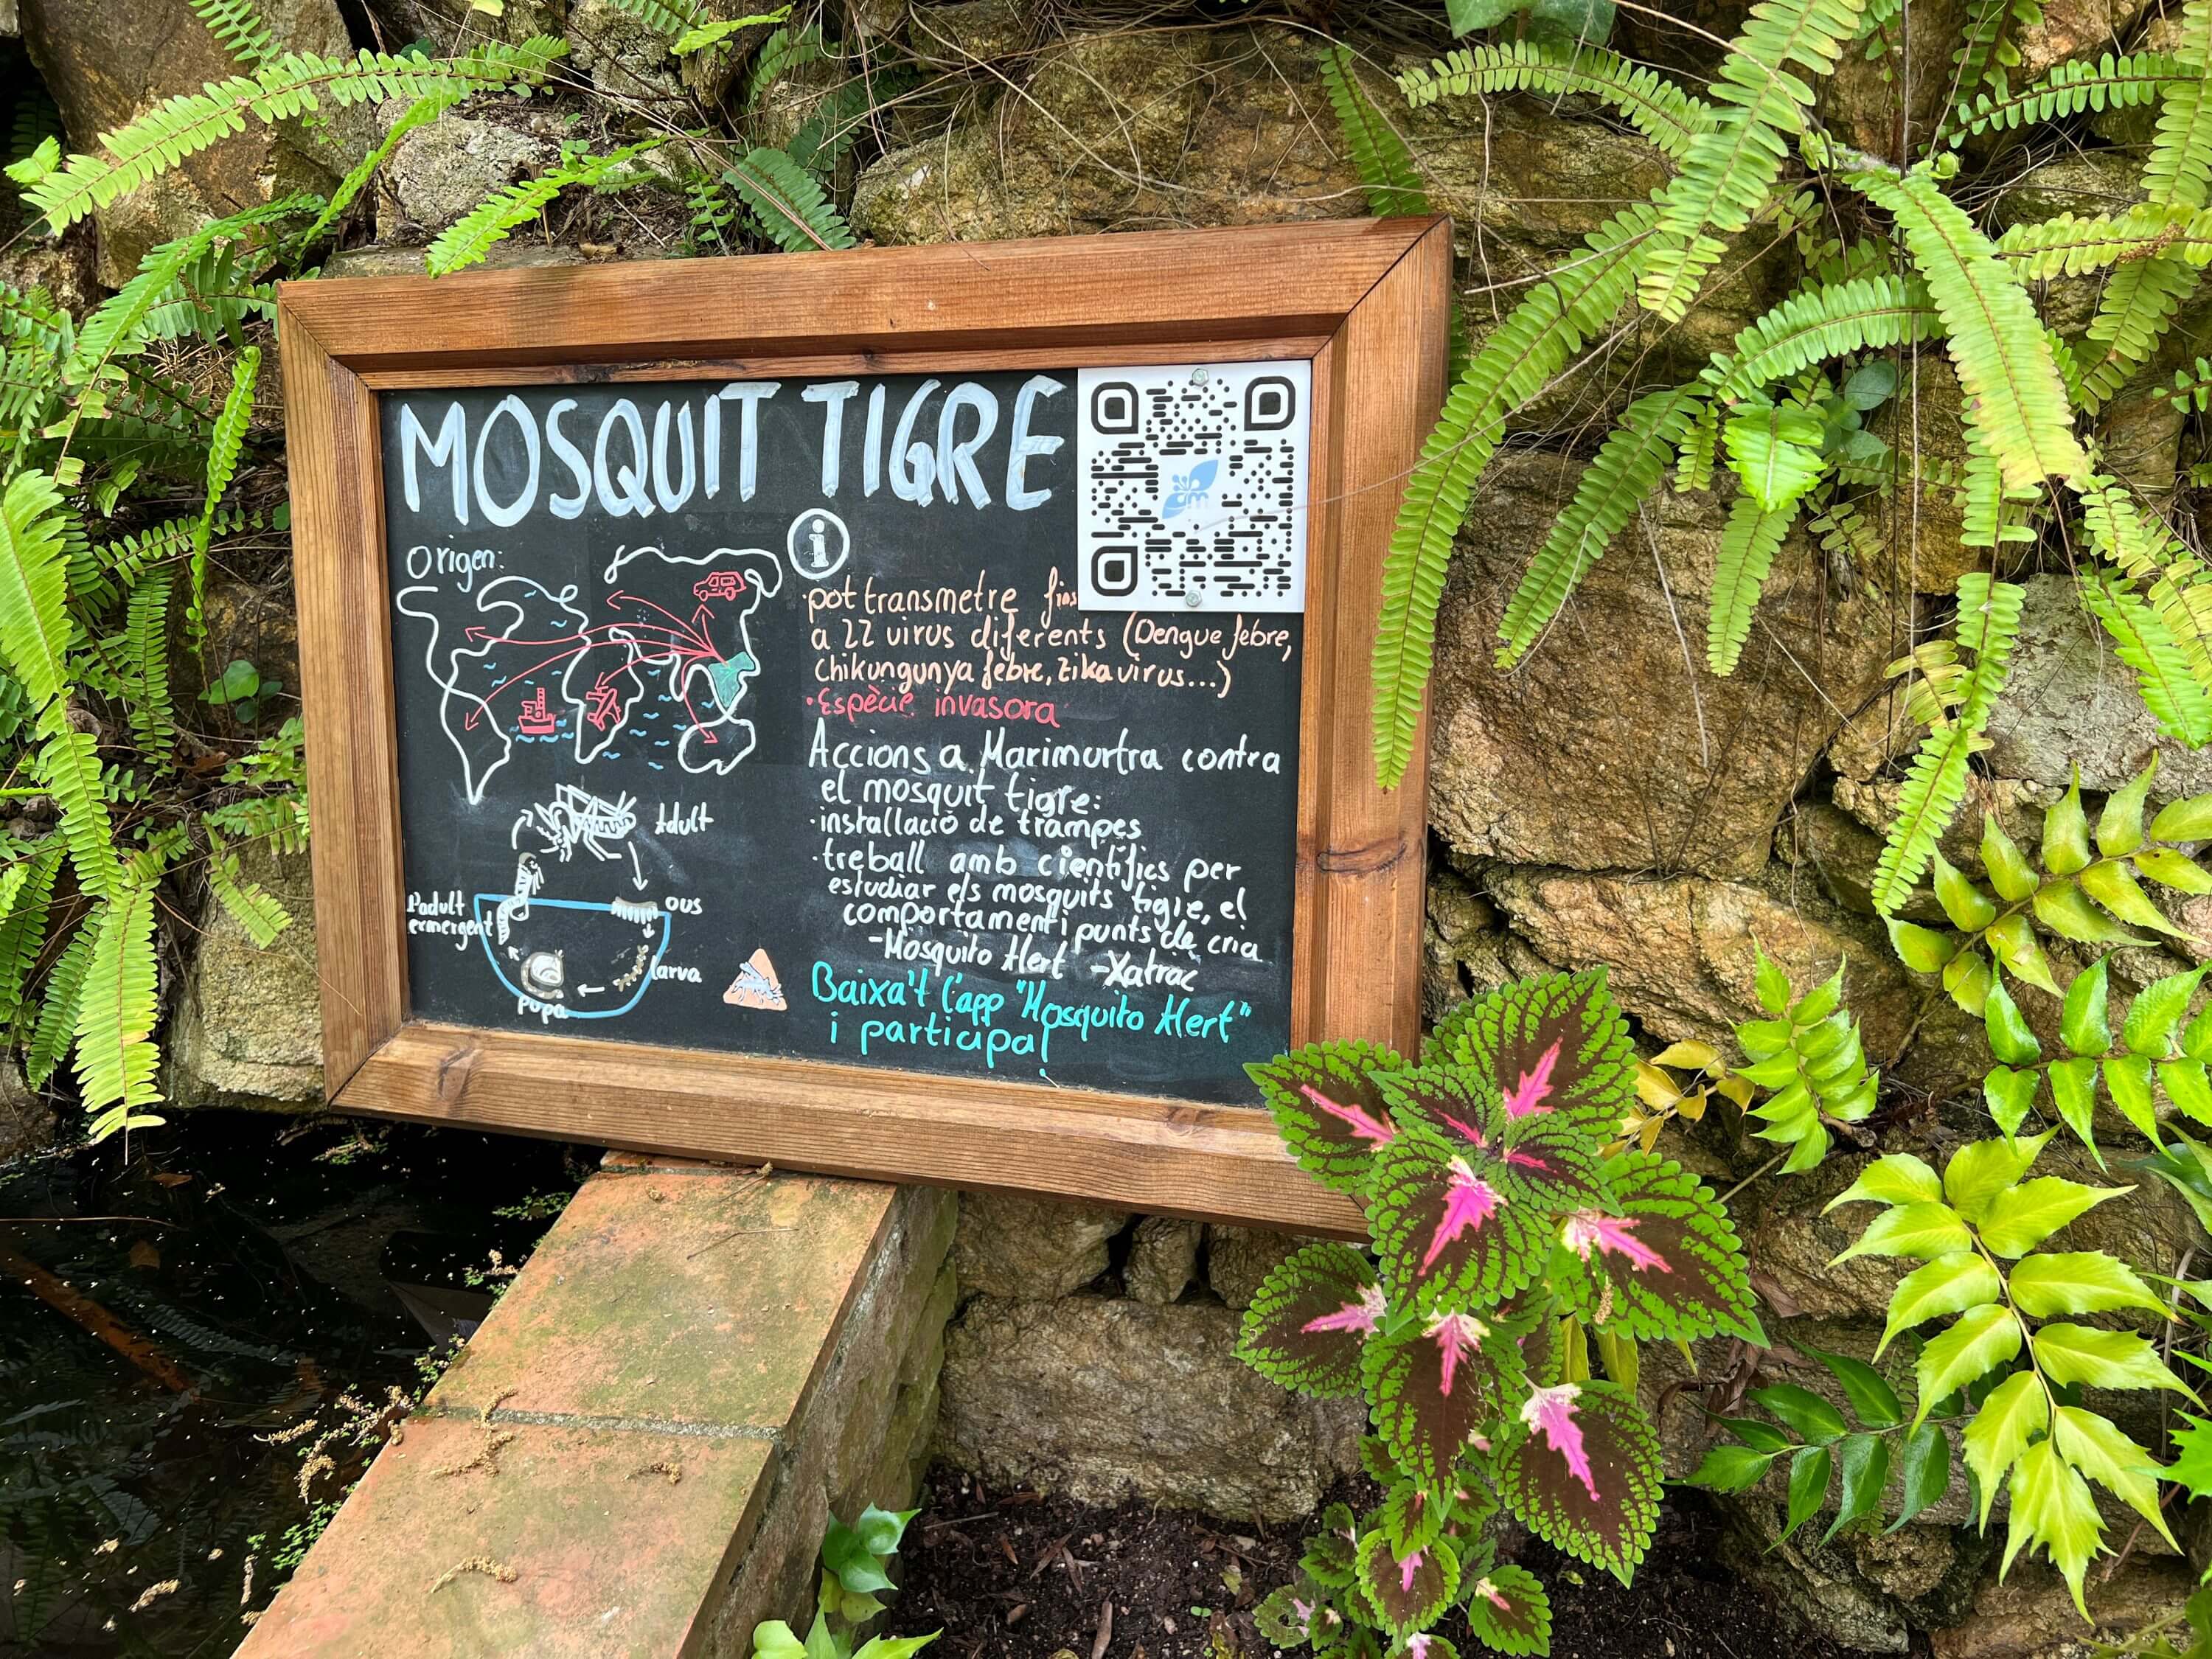 MOSQUIT TIGRE
Origen:
i
·pot transmetre fins
a 22 virus diferents (Dengue febre,
chikungunya febre, zika virus...)
·Espècie invasora
Accions a Marimurtra contra
el mosquit tigre:
·installació de trampes
·treball amb científics per
estudiar els mosquits tigre, el
comportament i punts de cria
-Mosquito Alert -Xatrac
Baixa't l'app "Mosquito Alert"
i participa!
Adult
ous
larva
pupa
l'adult
emergent